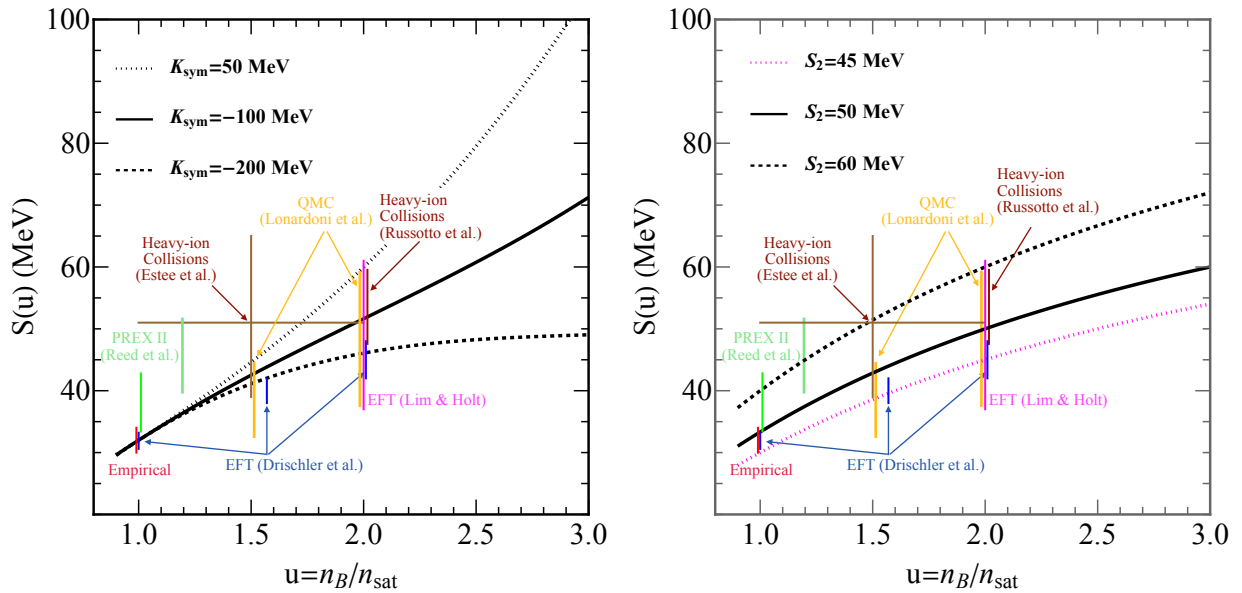 100
80
60
40
S(u) (MeV)
K_sym=50 MeV
K_sym=−100 MeV
K_sym=−200 MeV
QMC
(Lonardoni et al.)
Heavy-ion
Collisions
(Russotto et al.)
Heavy-ion
Collisions
(Estee et al.)
PREX II
(Reed et al.)
EFT (Lim & Holt)
Empirical
EFT (Drischler et al.)
1.0 1.5 2.0 2.5 3.0
u=n_B/n_sat
100
80
60
40
S(u) (MeV)
S_2=45 MeV
S_2=50 MeV
S_2=60 MeV
Heavy-ion
Collisions
(Russotto et al.)
QMC
(Lonardoni et al.)
Heavy-ion
Collisions
(Estee et al.)
PREX II
(Reed et al.)
EFT (Lim & Holt)
Empirical
EFT (Drischler et al.)
1.0 1.5 2.0 2.5 3.0
u=n_B/n_sat